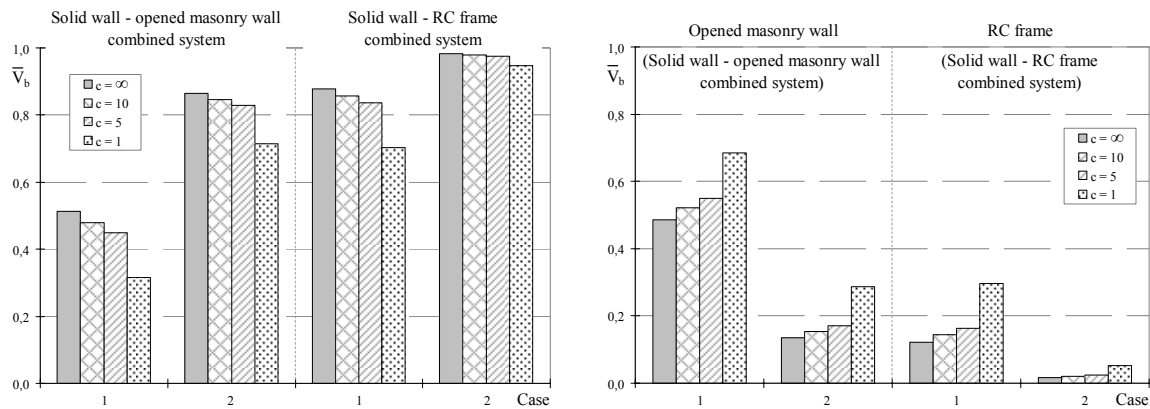 Solid wall - opened masonry wall
combined system
Solid wall - RC frame
combined system
V̅b
1,0
0,8
0,6
0,4
0,2
0,0
c = ∞
c = 10
c = 5
c = 1
1
2
1
2
Case
Opened masonry wall
(Solid wall - opened masonry wall
combined system)
RC frame
(Solid wall - RC frame
combined system)
V̅b
1,0
0,8
0,6
0,4
0,2
0,0
c = ∞
c = 10
c = 5
c = 1
1
2
1
2
Case